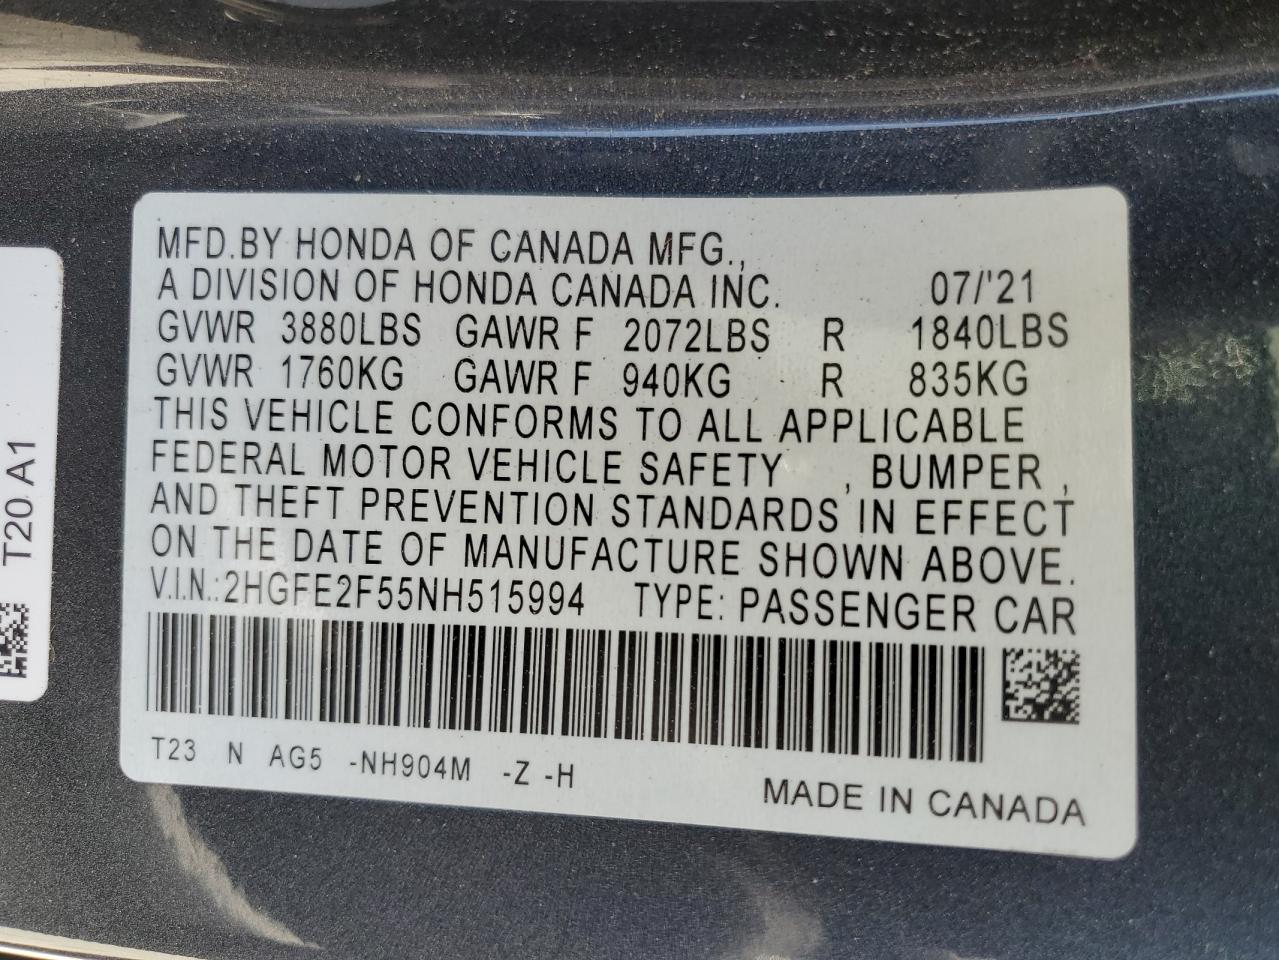 MFD.BY HONDA OF CANADA MFG.,
A DIVISION OF HONDA CANADA INC. 07/'21
GVWR 3880LBS GAWR F 2072LBS R 1840LBS
GVWR 1760KG GAWR F 940KG R 835KG
THIS VEHICLE CONFORMS TO ALL APPLICABLE
FEDERAL MOTOR VEHICLE SAFETY , BUMPER ,
AND THEFT PREVENTION STANDARDS IN EFFECT
ON THE DATE OF MANUFACTURE SHOWN ABOVE.
V.I.N.:2HGFE2F55NH515994 TYPE: PASSENGER CAR
T23 N AG5 -NH904M -Z -H
MADE IN CANADA
T20 A1